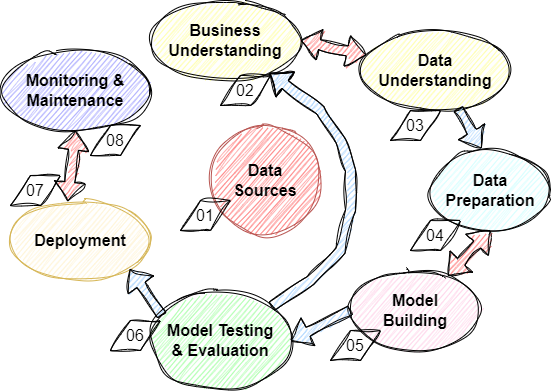 Data
Sources
01
Business
Understanding
02
Data
Understanding
03
Data
Preparation
04
Model
Building
05
Model Testing
& Evaluation
06
Deployment
07
Monitoring &
Maintenance
08